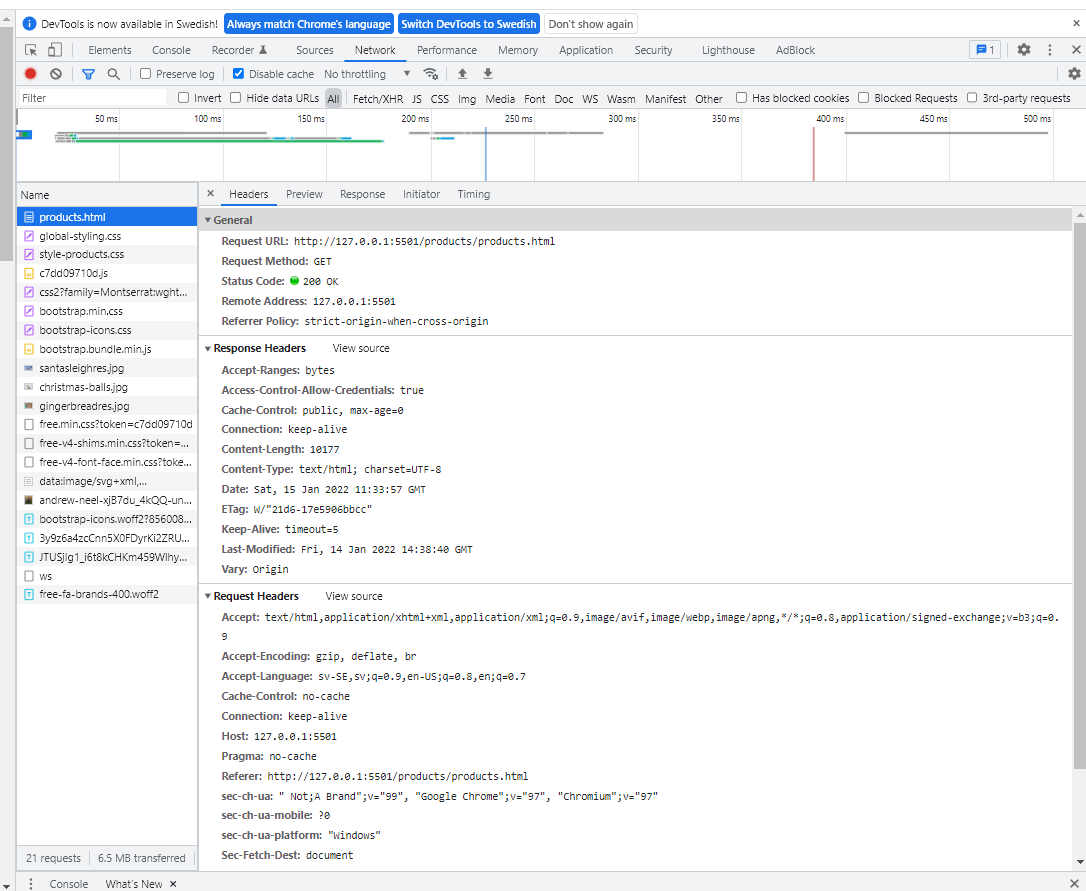 DevTools is now available in Swedish! Always match Chrome's language Switch DevTools to Swedish Don't show again
Elements Console Recorder Sources Network Performance Memory Application Security Lighthouse AdBlock 1
Preserve log Disable cache No throttling
Filter Invert Hide data URLs All Fetch/XHR JS CSS Img Media Font Doc WS Wasm Manifest Other Has blocked cookies Blocked Requests 3rd-party requests
50 ms 100 ms 150 ms 200 ms 250 ms 300 ms 350 ms 400 ms 450 ms 500 ms
Name
products.html
global-styling.css
style-products.css
c7dd09710d.js
css2?family=Montserrat:wght...
bootstrap.min.css
bootstrap-icons.css
bootstrap.bundle.min.js
santasleighres.jpg
christmas-balls.jpg
gingerbreadres.jpg
free.min.css?token=c7dd09710d
free-v4-shims.min.css?token=...
free-v4-font-face.min.css?toke...
data:image/svg+xml,...
andrew-neel-xjB7du_4kQQ-un...
bootstrap-icons.woff2?856008...
3y9z6a4zcCnn5X0FDyrKi2ZRU...
JTUSjIg1_i6t8kCHKm459Wlhy...
ws
free-fa-brands-400.woff2
21 requests 6.5 MB transferred
Headers Preview Response Initiator Timing
General
Request URL: http://127.0.0.1:5501/products/products.html
Request Method: GET
Status Code: 200 OK
Remote Address: 127.0.0.1:5501
Referrer Policy: strict-origin-when-cross-origin
Response Headers View source
Accept-Ranges: bytes
Access-Control-Allow-Credentials: true
Cache-Control: public, max-age=0
Connection: keep-alive
Content-Length: 10177
Content-Type: text/html; charset=UTF-8
Date: Sat, 15 Jan 2022 11:33:57 GMT
ETag: W/"21d6-17e5906bbcc"
Keep-Alive: timeout=5
Last-Modified: Fri, 14 Jan 2022 14:38:40 GMT
Vary: Origin
Request Headers View source
Accept: text/html,application/xhtml+xml,application/xml;q=0.9,image/avif,image/webp,image/apng,*/*;q=0.8,application/signed-exchange;v=b3;q=0.
9
Accept-Encoding: gzip, deflate, br
Accept-Language: sv-SE,sv;q=0.9,en-US;q=0.8,en;q=0.7
Cache-Control: no-cache
Connection: keep-alive
Host: 127.0.0.1:5501
Pragma: no-cache
Referer: http://127.0.0.1:5501/products/products.html
sec-ch-ua: " Not;A Brand";v="99", "Google Chrome";v="97", "Chromium";v="97"
sec-ch-ua-mobile: ?0
sec-ch-ua-platform: "Windows"
Sec-Fetch-Dest: document
Console What's New